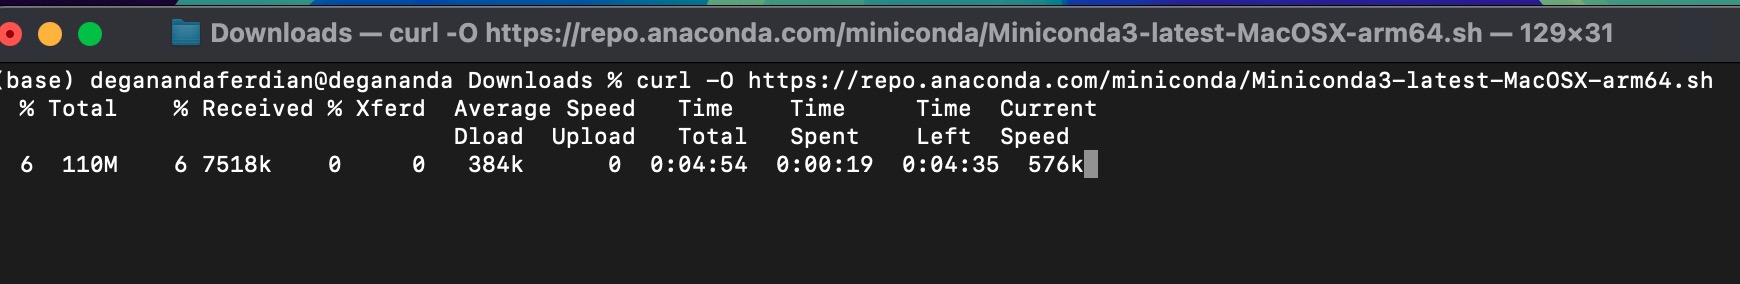 Downloads — curl -O https://repo.anaconda.com/miniconda/Miniconda3-latest-MacOSX-arm64.sh — 129×31
(base) deganandaferdian@degananda Downloads % curl -O https://repo.anaconda.com/miniconda/Miniconda3-latest-MacOSX-arm64.sh
% Total % Received % Xferd Average Speed Time Time Time Current
Dload Upload Total Spent Left Speed
6 110M 6 7518k 0 0 384k 0 0:04:54 0:00:19 0:04:35 576k